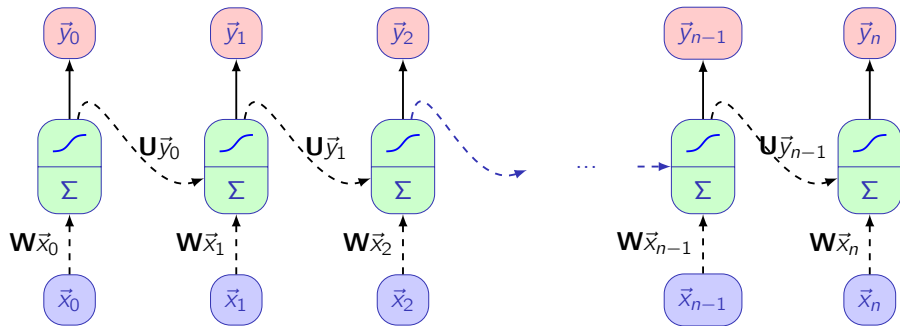 y⃗₀ y⃗₁ y⃗₂ y⃗ₙ₋₁ y⃗ₙ
Uy⃗₀ Uy⃗₁ Uy⃗ₙ₋₁
...
Σ Σ Σ Σ Σ
Wx⃗₀ Wx⃗₁ Wx⃗₂ Wx⃗ₙ₋₁ Wx⃗ₙ
x⃗₀ x⃗₁ x⃗₂ x⃗ₙ₋₁ x⃗ₙ